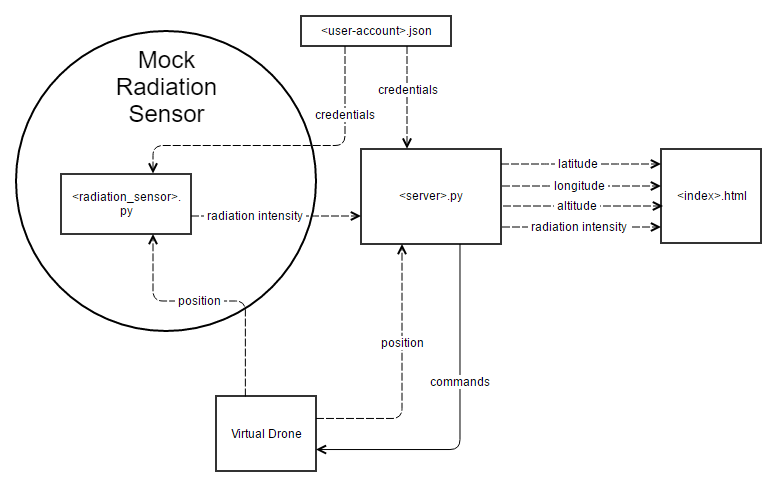 <user-account>.json
Mock
Radiation
Sensor
credentials
credentials
<radiation_sensor>.
py
radiation intensity
<server>.py
latitude
longitude
altitude
radiation intensity
<index>.html
position
position
commands
Virtual Drone